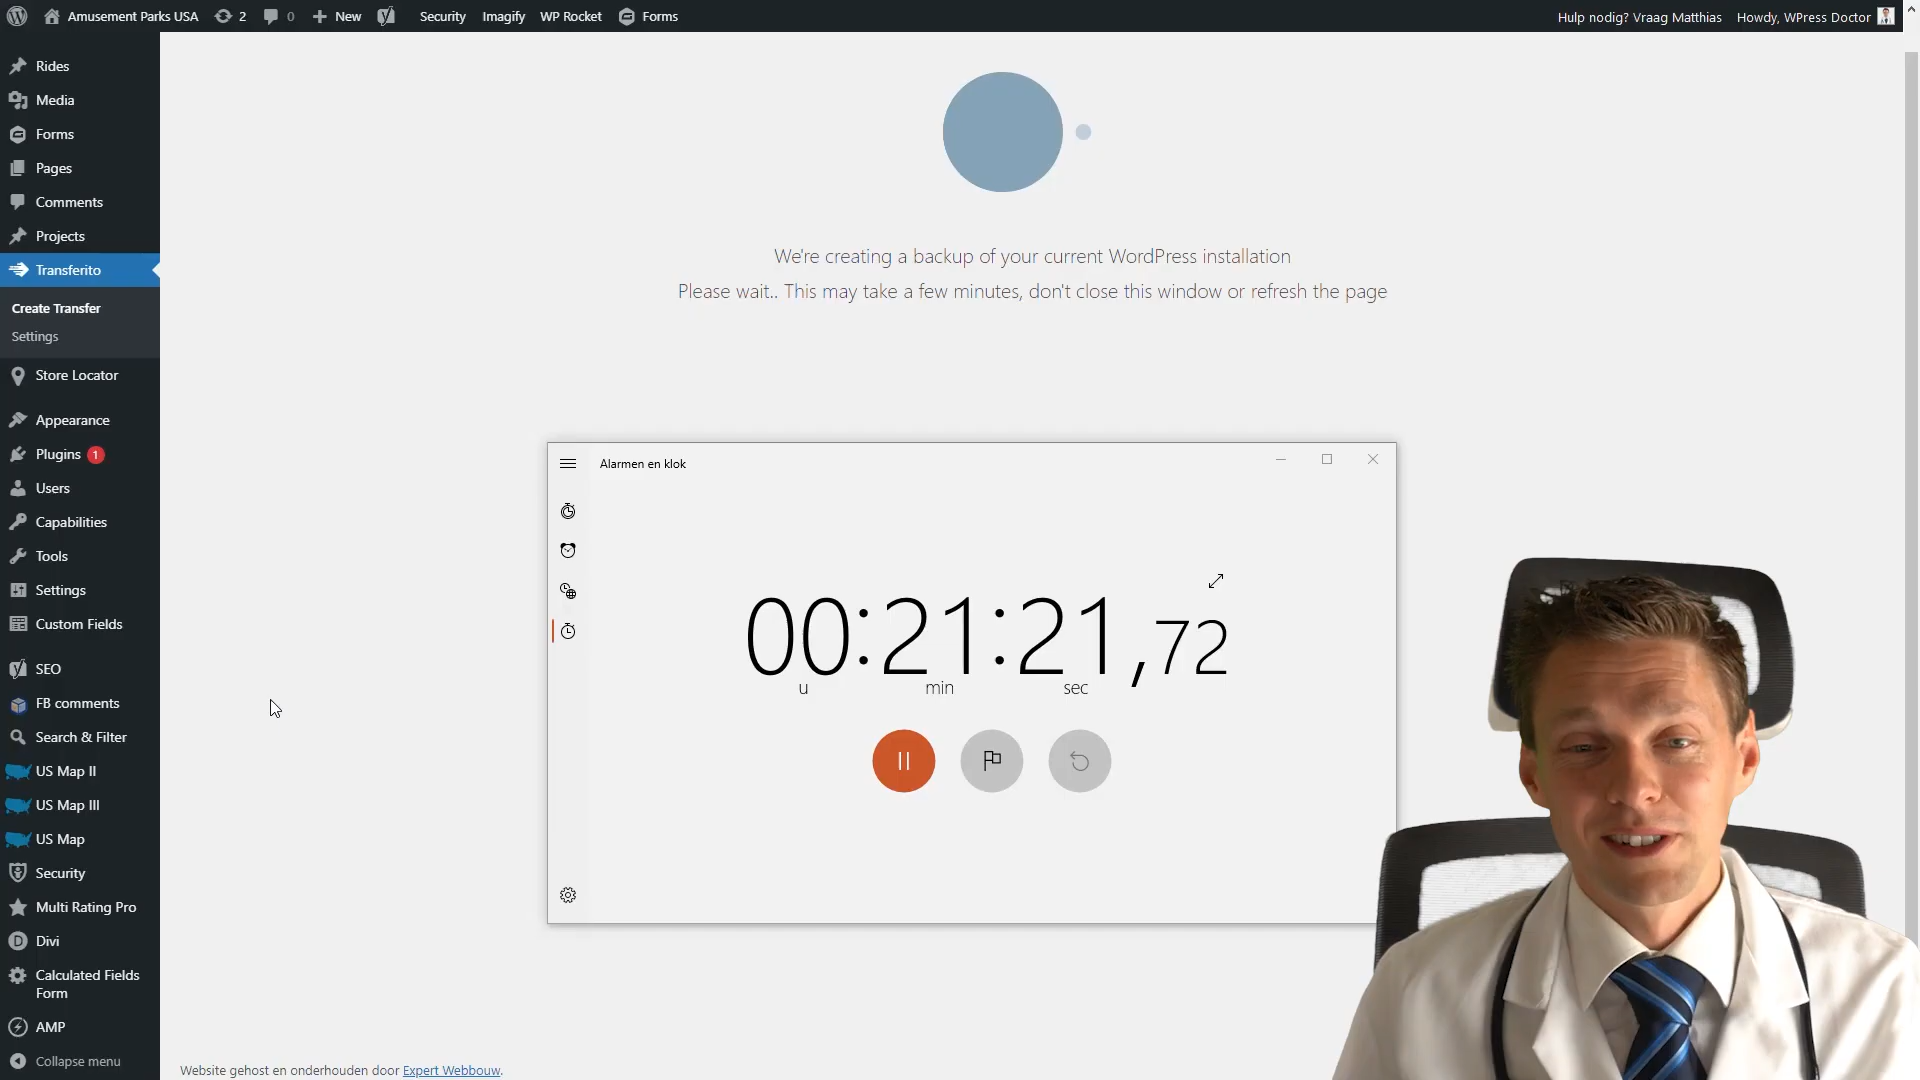 Amusement Parks USA 2 0 New Security Imagify WP Rocket Forms Hulp nodig? Vraag Matthias Howdy, WPress Doctor
Rides
Media
Forms
Pages
Comments
Projects
Transferito
Create Transfer
Settings
Store Locator
Appearance
Plugins 1
Users
Capabilities
Tools
Settings
Custom Fields
SEO
FB comments
Search & Filter
US Map II
US Map III
US Map
Security
Multi Rating Pro
Divi
Calculated Fields
Form
AMP
Collapse menu
We're creating a backup of your current WordPress installation
Please wait.. This may take a few minutes, don't close this window or refresh the page
Alarmen en klok
00:21:21,72
u min sec
Website gehost en onderhouden door Expert Webbouw.